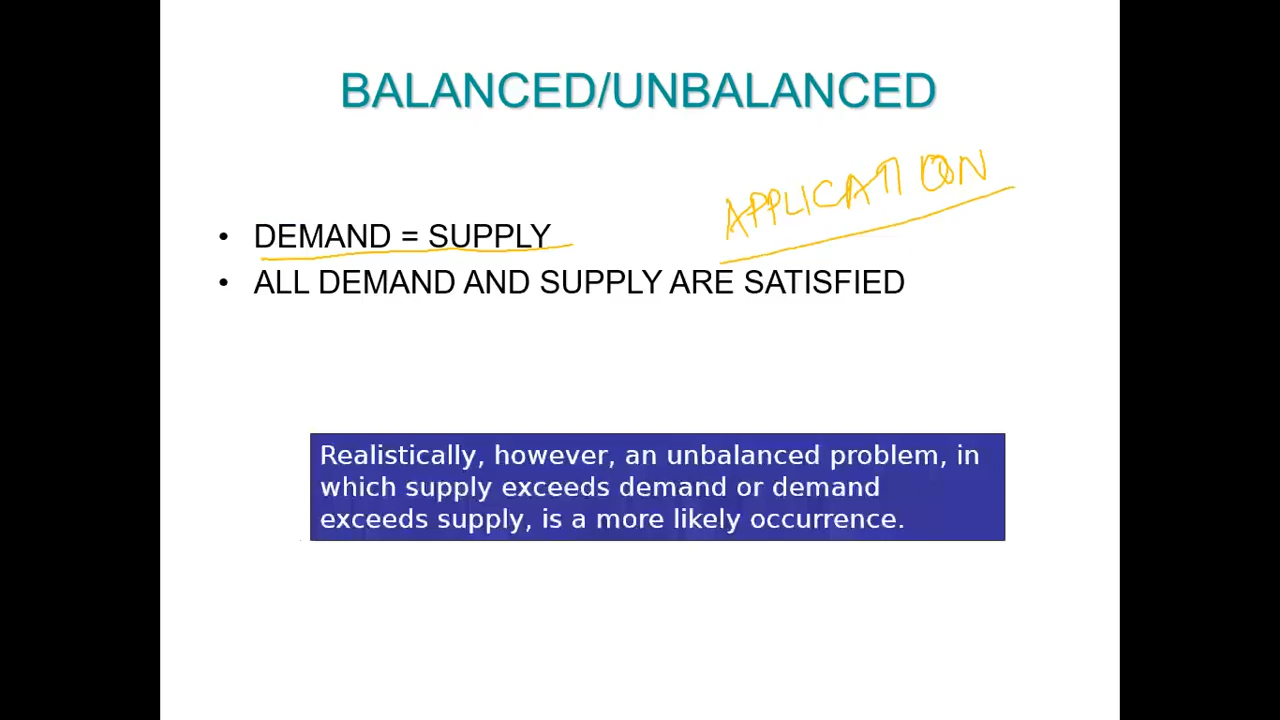 BALANCED/UNBALANCED
APPLICATION
• DEMAND = SUPPLY
• ALL DEMAND AND SUPPLY ARE SATISFIED
Realistically, however, an unbalanced problem, in
which supply exceeds demand or demand
exceeds supply, is a more likely occurrence.